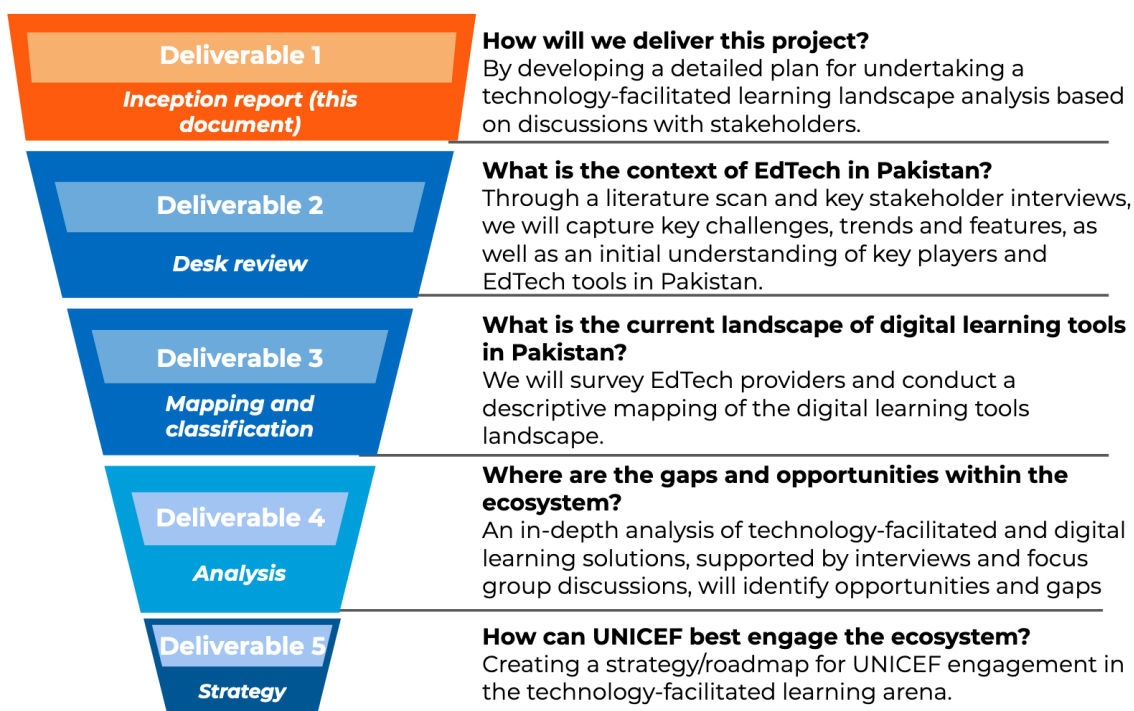 Deliverable 1
Inception report (this
document)
How will we deliver this project?
By developing a detailed plan for undertaking a
technology-facilitated learning landscape analysis based
on discussions with stakeholders.
Deliverable 2
Desk review
What is the context of EdTech in Pakistan?
Through a literature scan and key stakeholder interviews,
we will capture key challenges, trends and features, as
well as an initial understanding of key players and
EdTech tools in Pakistan.
Deliverable 3
Mapping and
classification
What is the current landscape of digital learning tools
in Pakistan?
We will survey EdTech providers and conduct a
descriptive mapping of the digital learning tools
landscape.
Deliverable 4
Analysis
Where are the gaps and opportunities within the
ecosystem?
An in-depth analysis of technology-facilitated and digital
learning solutions, supported by interviews and focus
group discussions, will identify opportunities and gaps
Deliverable 5
Strategy
How can UNICEF best engage the ecosystem?
Creating a strategy/roadmap for UNICEF engagement in
the technology-facilitated learning arena.